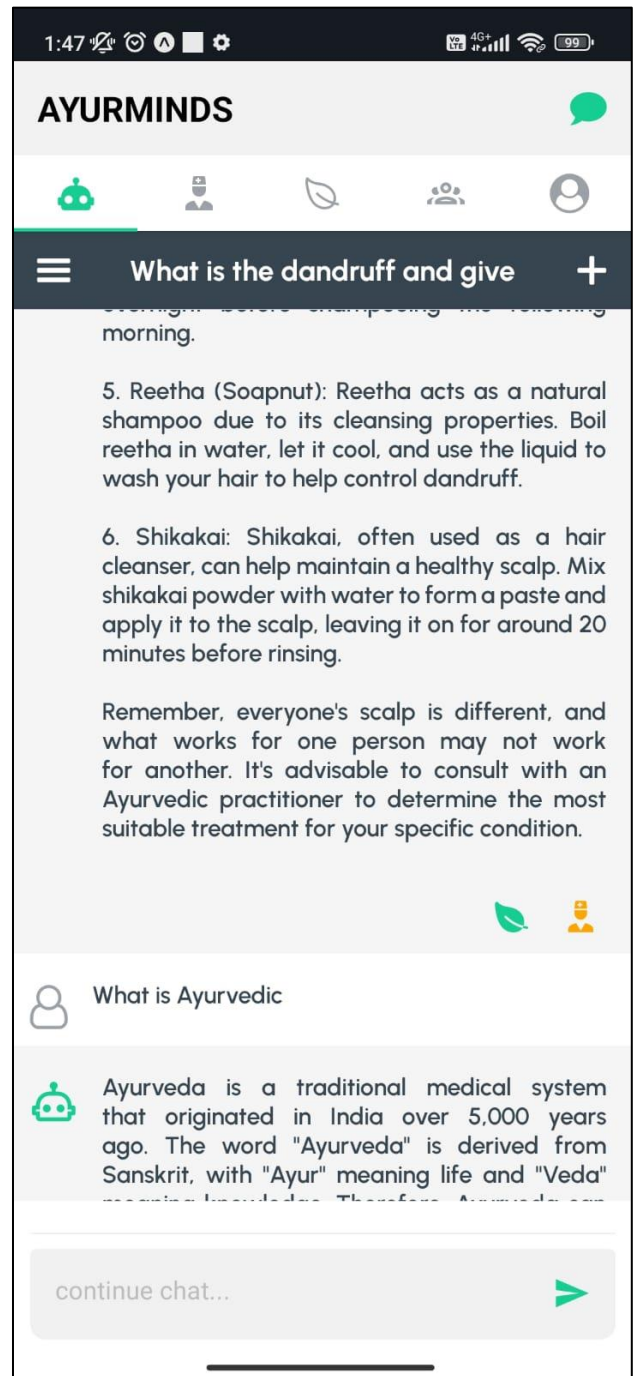 1:47
Vo LTE 4G+ 99
AYURMINDS
What is the dandruff and give
morning.
5. Reetha (Soapnut): Reetha acts as a natural
shampoo due to its cleansing properties. Boil
reetha in water, let it cool, and use the liquid to
wash your hair to help control dandruff.
6. Shikakai: Shikakai, often used as a hair
cleanser, can help maintain a healthy scalp. Mix
shikakai powder with water to form a paste and
apply it to the scalp, leaving it on for around 20
minutes before rinsing.
Remember, everyone's scalp is different, and
what works for one person may not work
for another. It's advisable to consult with an
Ayurvedic practitioner to determine the most
suitable treatment for your specific condition.
What is Ayurvedic
Ayurveda is a traditional medical system
that originated in India over 5,000 years
ago. The word "Ayurveda" is derived from
Sanskrit, with "Ayur" meaning life and "Veda"
continue chat...